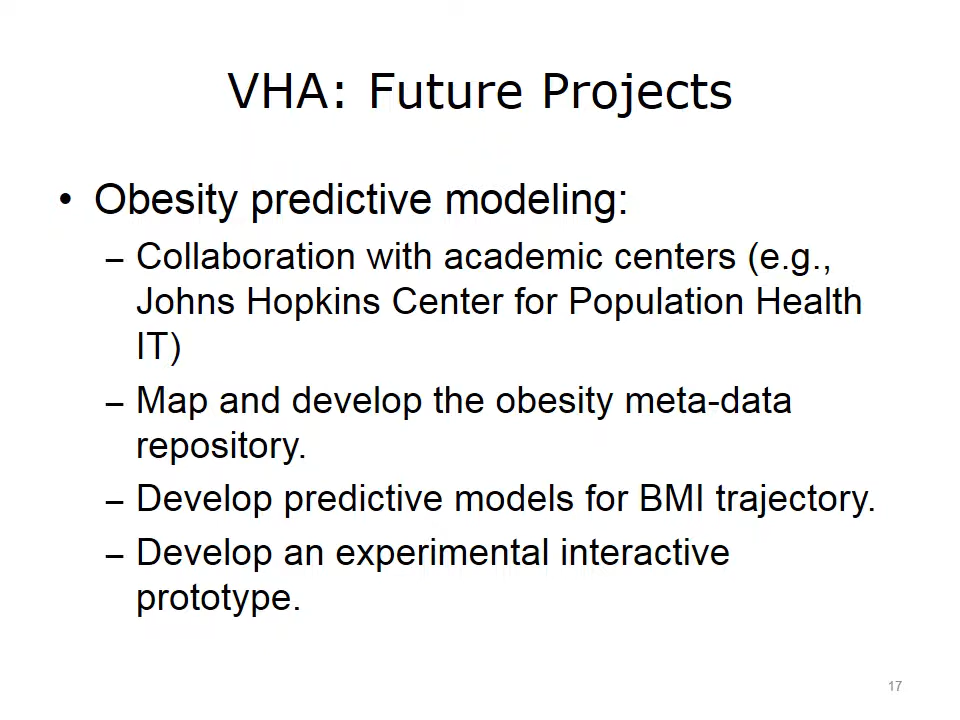 VHA: Future Projects
• Obesity predictive modeling:
– Collaboration with academic centers (e.g.,
Johns Hopkins Center for Population Health
IT)
– Map and develop the obesity meta-data
repository.
– Develop predictive models for BMI trajectory.
– Develop an experimental interactive
prototype.
17